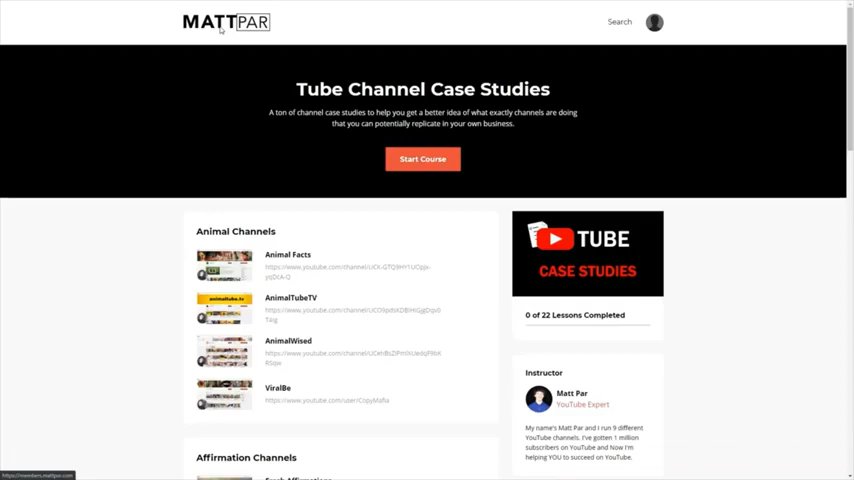 MATTPAR
Search
Tube Channel Case Studies
A ton of channel case studies to help you get a better idea of what exactly channels are doing
that you can potentially replicate in your own business.
Start Course
Animal Channels
Animal Facts
AnimalTubeTV
AnimalWised
ViralBe
https://www.youtube.com/user/CopyMafia
Affirmation Channels
TUBE
CASE STUDIES
0 of 22 Lessons Completed
Instructor
Matt Par
YouTube Expert
My name's Matt Par and I run 9 different
YouTube channels. I've gotten 1 million
subscribers on YouTube and Now I'm
helping YOU to succeed on YouTube.
https://members.mattpar.com